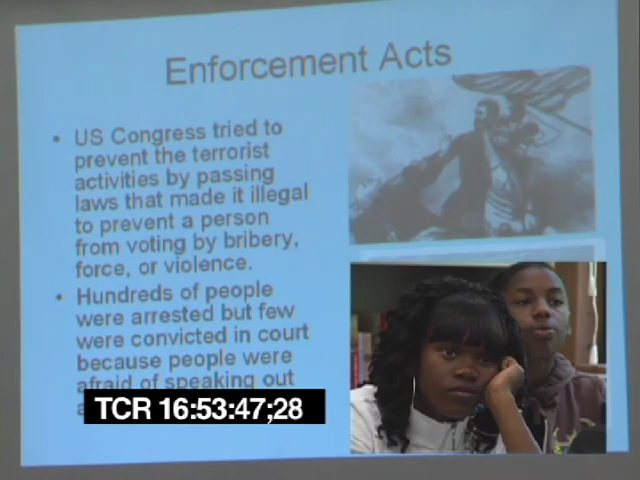 Enforcement Acts
• US Congress tried to
prevent the terrorist
activities by passing
laws that made it illegal
to prevent a person
from voting by bribery,
force, or violence.
• Hundreds of people
were arrested but few
were convicted in court
because people were
afraid of speaking out
TCR 16:53:47;28